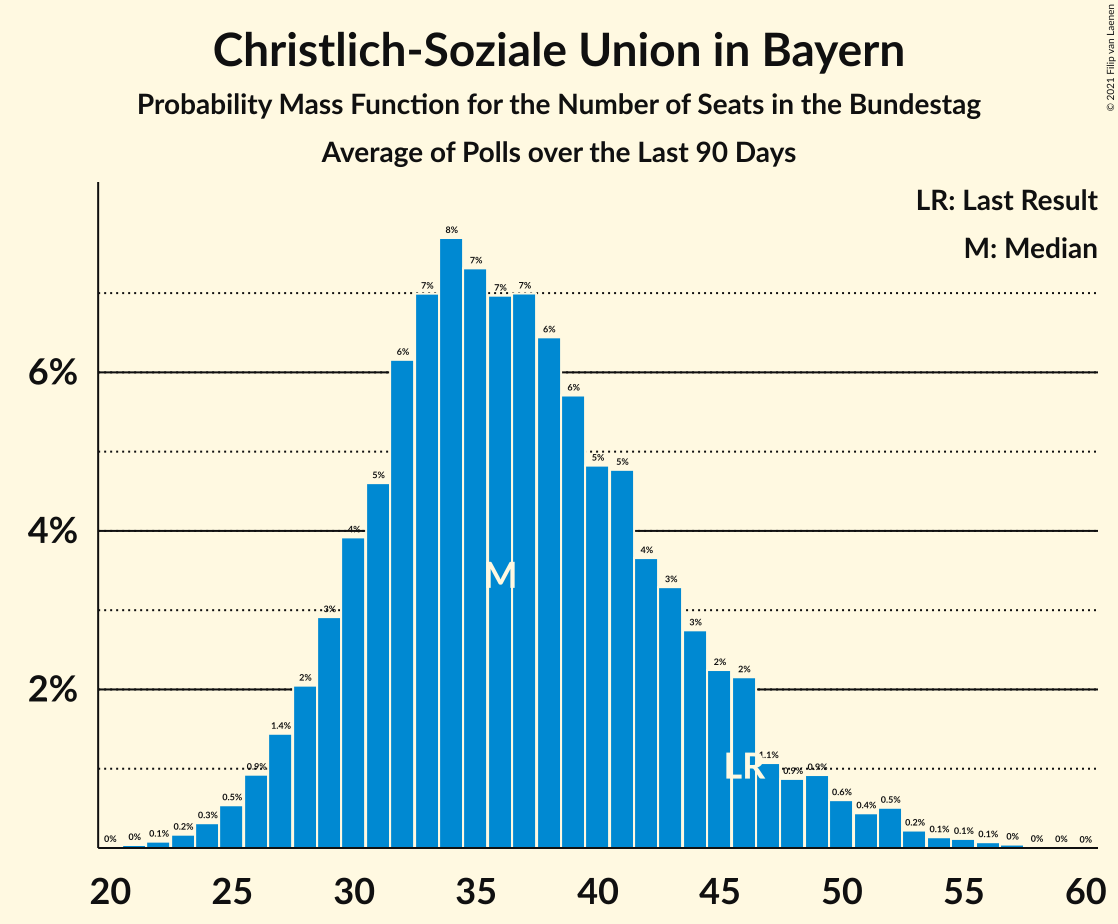 Christlich-Soziale Union in Bayern
Probability Mass Function for the Number of Seats in the Bundestag
Average of Polls over the Last 90 Days
© 2021 Filip van Laenen
LR: Last Result
M: Median
6%
4%
2%
0% 0% 0.1% 0.2% 0.3% 0.5% 0.9% 1.4% 2% 3% 4% 5% 6% 7% 8% 7% 7% 7% 6% 6% 5% 5% 4% 3% 3% 2% 2% 1.1% 0.9% 0.9% 0.6% 0.4% 0.5% 0.2% 0.1% 0.1% 0.1% 0% 0% 0% 0%
M
LR
20 25 30 35 40 45 50 55 60